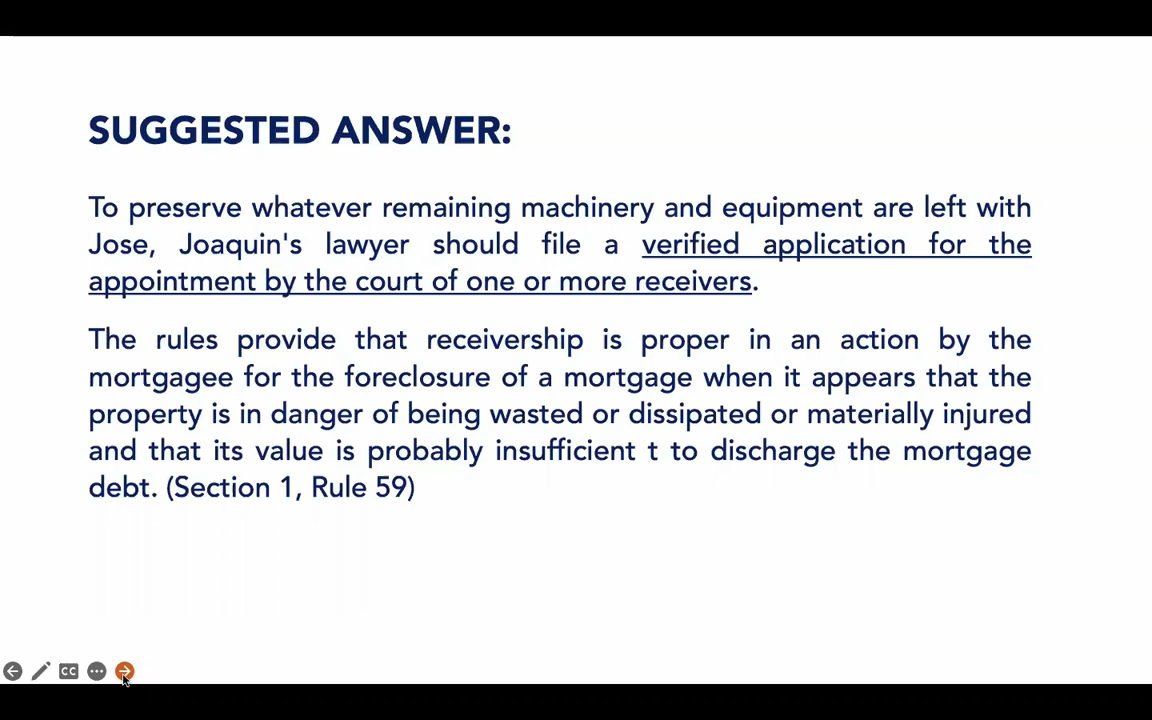 SUGGESTED ANSWER:
To preserve whatever remaining machinery and equipment are left with
Jose, Joaquin's lawyer should file a verified application for the
appointment by the court of one or more receivers.
The rules provide that receivership is proper in an action by the
mortgagee for the foreclosure of a mortgage when it appears that the
property is in danger of being wasted or dissipated or materially injured
and that its value is probably insufficient t to discharge the mortgage
debt. (Section 1, Rule 59)
CC